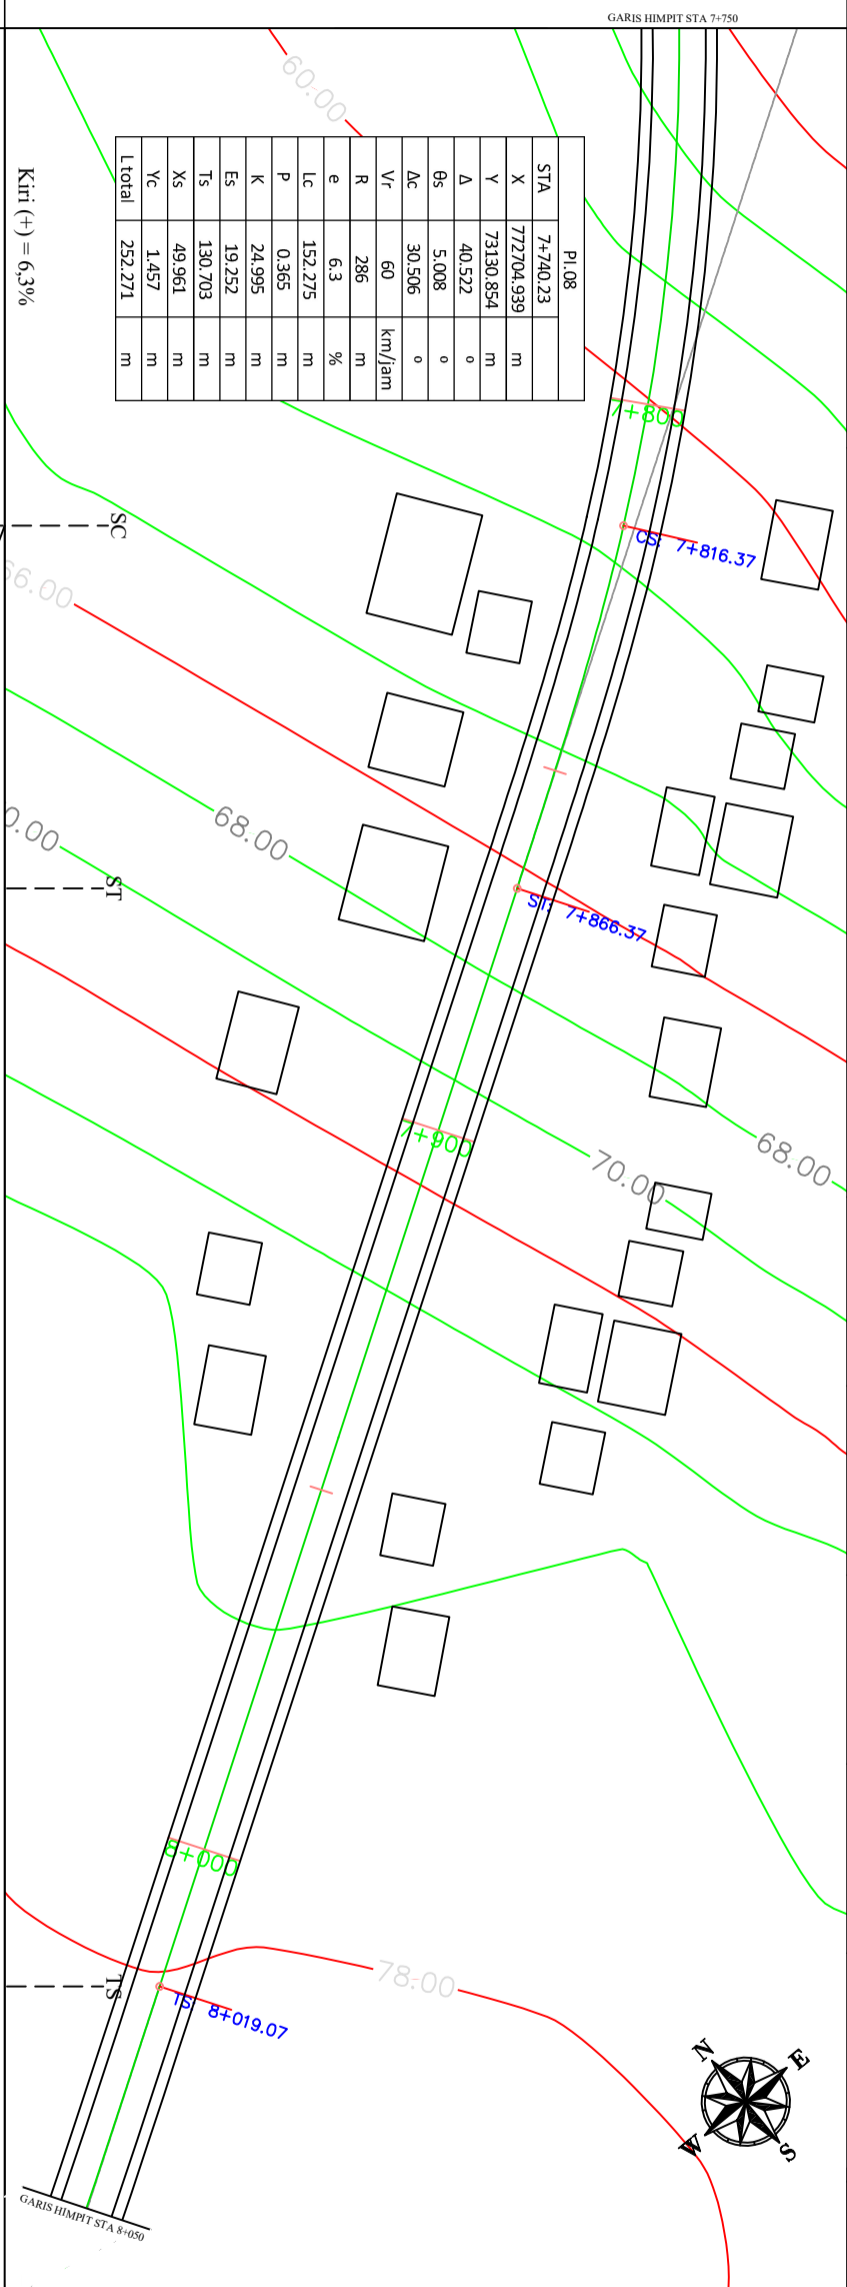 GARIS HIMPIT STA 7+750
60.00
PI.08
STA 7+740.23
X 772704.939 m
Y 73130.854 m
Δ 40.522 o
θs 5.008 o
Δc 30.506 o
Vr 60 km/jam
R 286 m
e 6.3 %
Lc 152.275 m
P 0.365 m
K 24.995 m
Es 19.252 m
Ts 130.703 m
Xs 49.961 m
Yc 1.457 m
L total 252.271 m
Kiri (+) = 6,3%
7+800
SC
CS: 7+816.37
66.00
68.00
0.00
ST
ST: 7+866.37
7+900
68.00
70.00
8+000
78.00
TS
TS: 8+019.07
N
E
W
S
GARIS HIMPIT STA 8+050